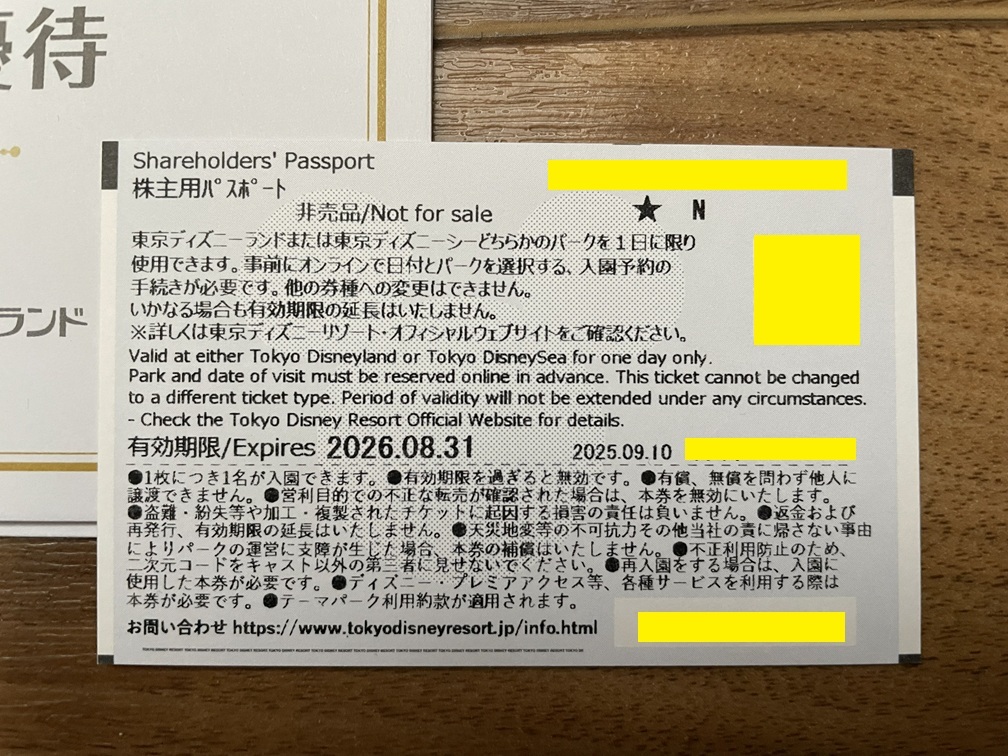 優待
ランド
Shareholders' Passport
株主用ﾊﾟｽﾎﾟｰﾄ
非売品/Not for sale
★ N
東京ディズニーランドまたは東京ディズニーシーどちらかのパークを1日に限り
使用できます。事前にオンラインで日付とパークを選択する、入園予約の
手続きが必要です。他の券種への変更はできません。
いかなる場合も有効期限の延長はいたしません。
※詳しくは東京ディズニーリゾート・オフィシャルウェブサイトをご確認ください。
Valid at either Tokyo Disneyland or Tokyo DisneySea for one day only.
Park and date of visit must be reserved online in advance. This ticket cannot be changed
to a different ticket type. Period of validity will not be extended under any circumstances.
- Check the Tokyo Disney Resort Official Website for details.
有効期限/Expires 2026.08.31
2025.09.10
●1枚につき1名が入園できます。●有効期限を過ぎると無効です。●有償、無償を問わず他人に
譲渡できません。●営利目的での不正な転売が確認された場合は、本券を無効にいたします。
●盗難・紛失等や加工・複製されたチケットに起因する損害の責任は負いません。●返金および
再発行、有効期限の延長はいたしません。●天災地変等の不可抗力その他当社の責に帰さない事由
によりパークの運営に支障が生じた場合、本券の補償はいたしません。●不正利用防止のため、
二次元コードをキャスト以外の第三者に見せないでください。●再入園をする場合は、入園に
使用した本券が必要です。●ディズニー・プレミアアクセス等、各種サービスを利用する際は
本券が必要です。●テーマパーク利用約款が適用されます。
お問い合わせ https://www.tokyodisneyresort.jp/info.html